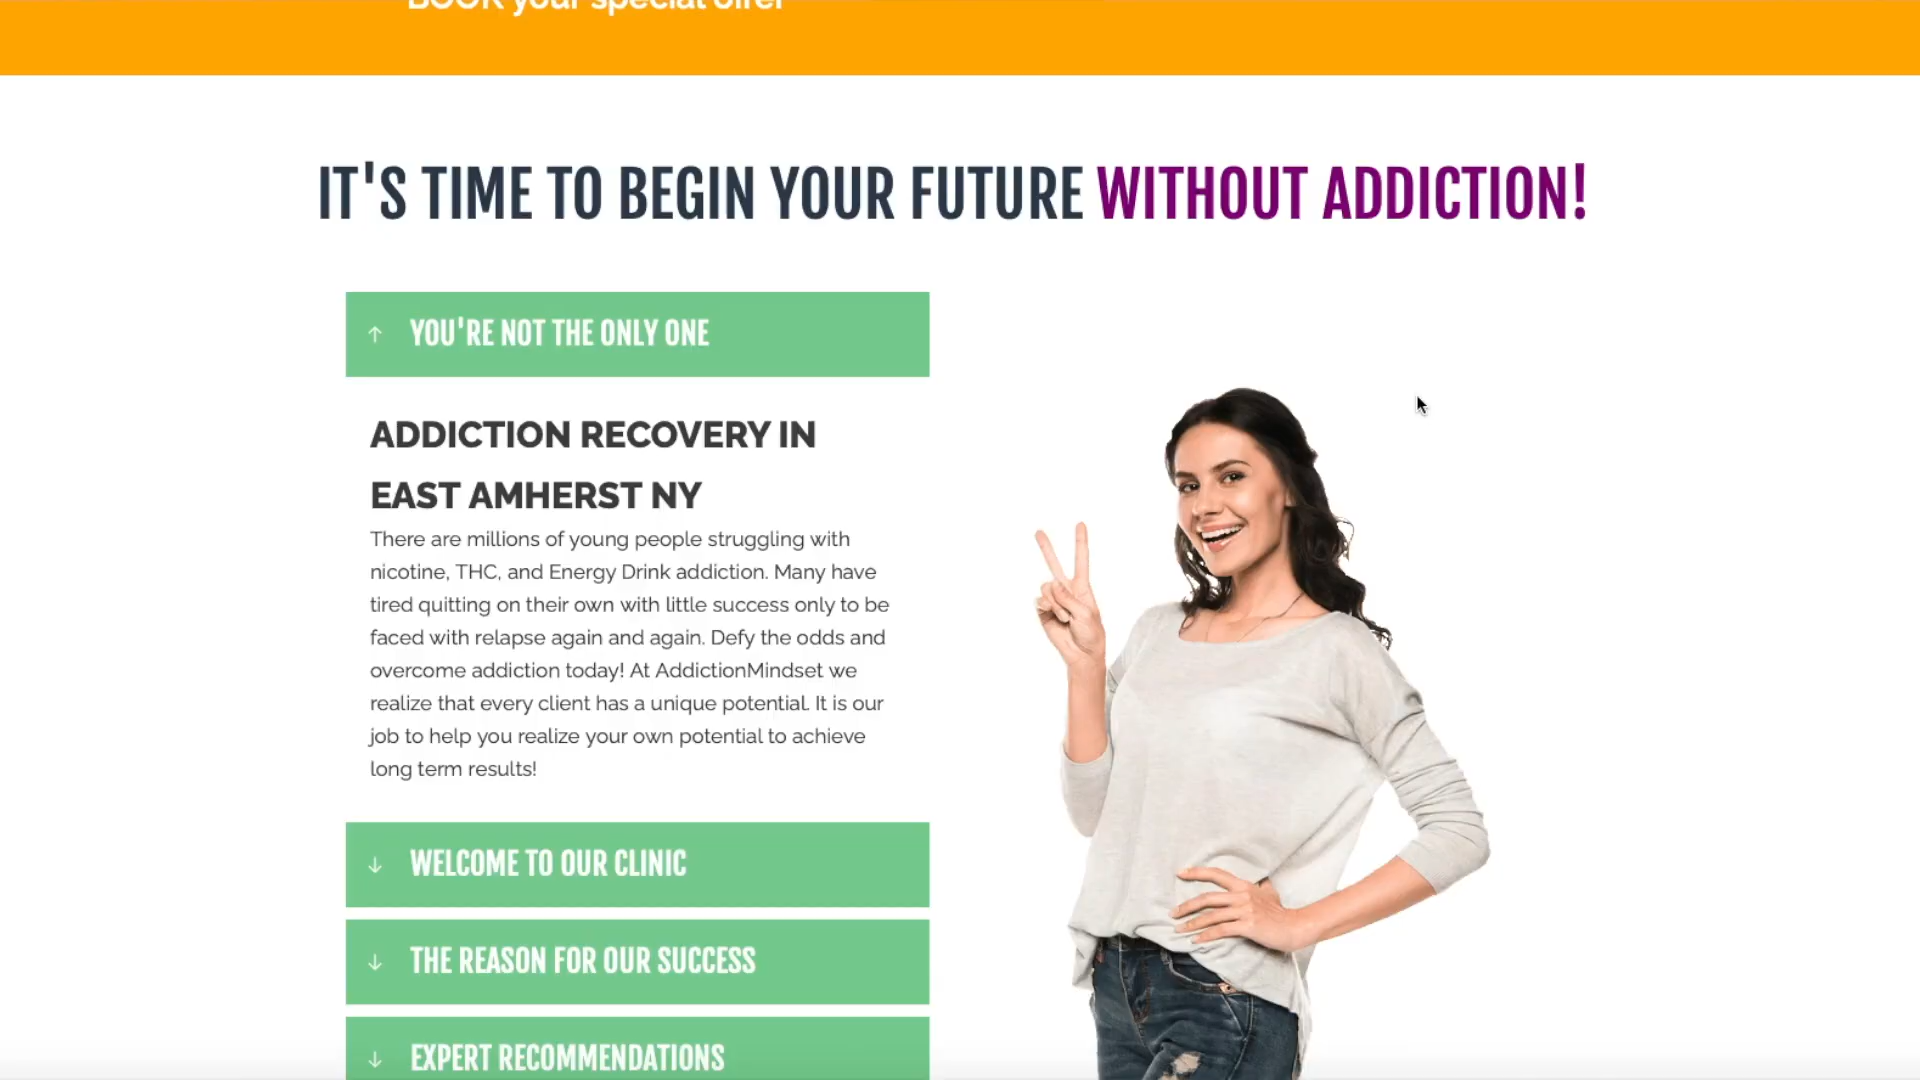 BOOK your special offer
IT'S TIME TO BEGIN YOUR FUTURE WITHOUT ADDICTION!
YOU'RE NOT THE ONLY ONE
ADDICTION RECOVERY IN
EAST AMHERST NY
There are millions of young people struggling with
nicotine, THC, and Energy Drink addiction. Many have
tired quitting on their own with little success only to be
faced with relapse again and again. Defy the odds and
overcome addiction today! At AddictionMindset we
realize that every client has a unique potential. It is our
job to help you realize your own potential to achieve
long term results!
WELCOME TO OUR CLINIC
THE REASON FOR OUR SUCCESS
EXPERT RECOMMENDATIONS